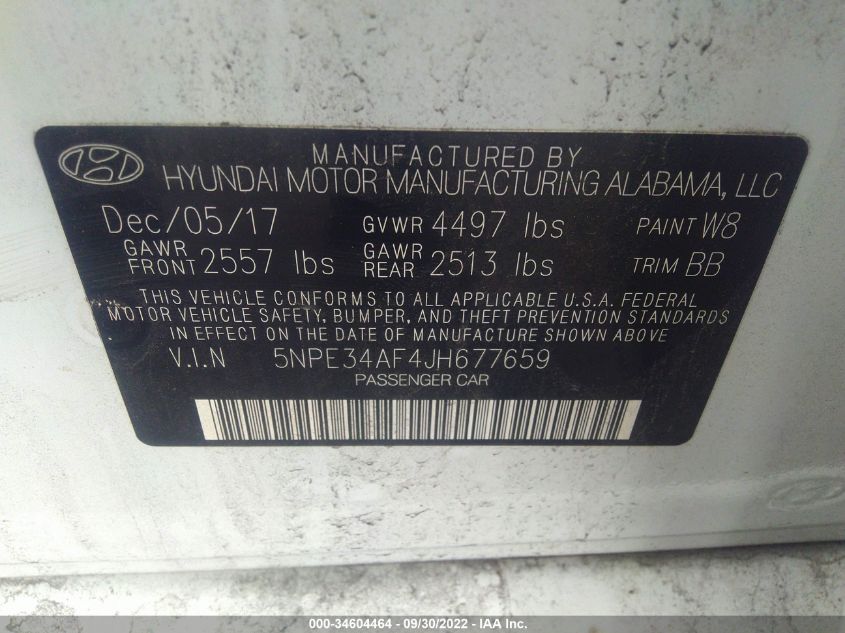 MANUFACTURED BY
HYUNDAI MOTOR MANUFACTURING ALABAMA, LLC
Dec/05/17 GVWR 4497 lbs PAINT W8
GAWR FRONT 2557 lbs GAWR REAR 2513 lbs TRIM BB
THIS VEHICLE CONFORMS TO ALL APPLICABLE U.S.A. FEDERAL
MOTOR VEHICLE SAFETY, BUMPER, AND THEFT PREVENTION STANDARDS
IN EFFECT ON THE DATE OF MANUFACTURE SHOWN ABOVE
V.I.N 5NPE34AF4JH677659
PASSENGER CAR
000-34604464 - 09/30/2022 - IAA Inc.